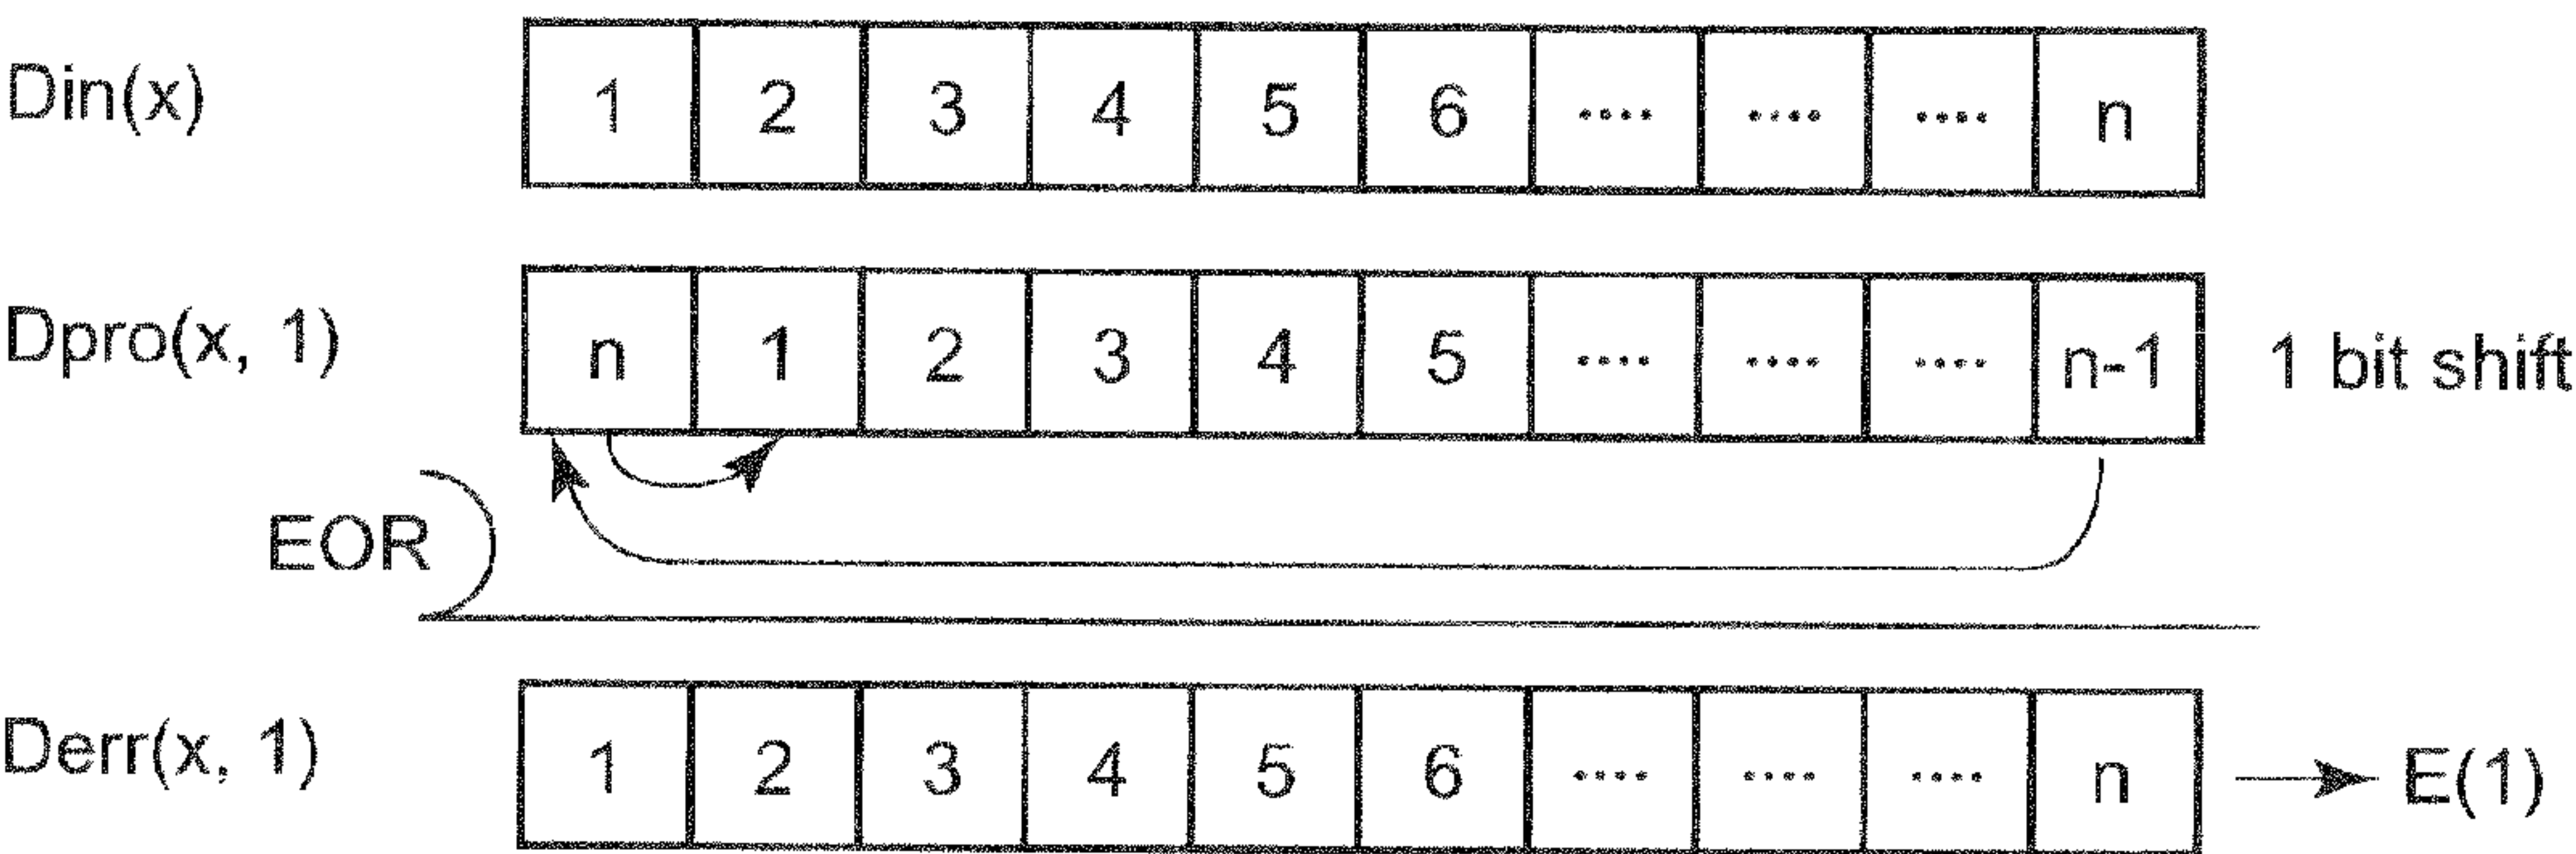 Din(x) 1 2 3 4 5 6 .... .... .... n
Dpro(x, 1) n 1 2 3 4 5 .... .... .... n-1 1 bit shift
EOR
Derr(x, 1) 1 2 3 4 5 6 .... .... .... n E(1)